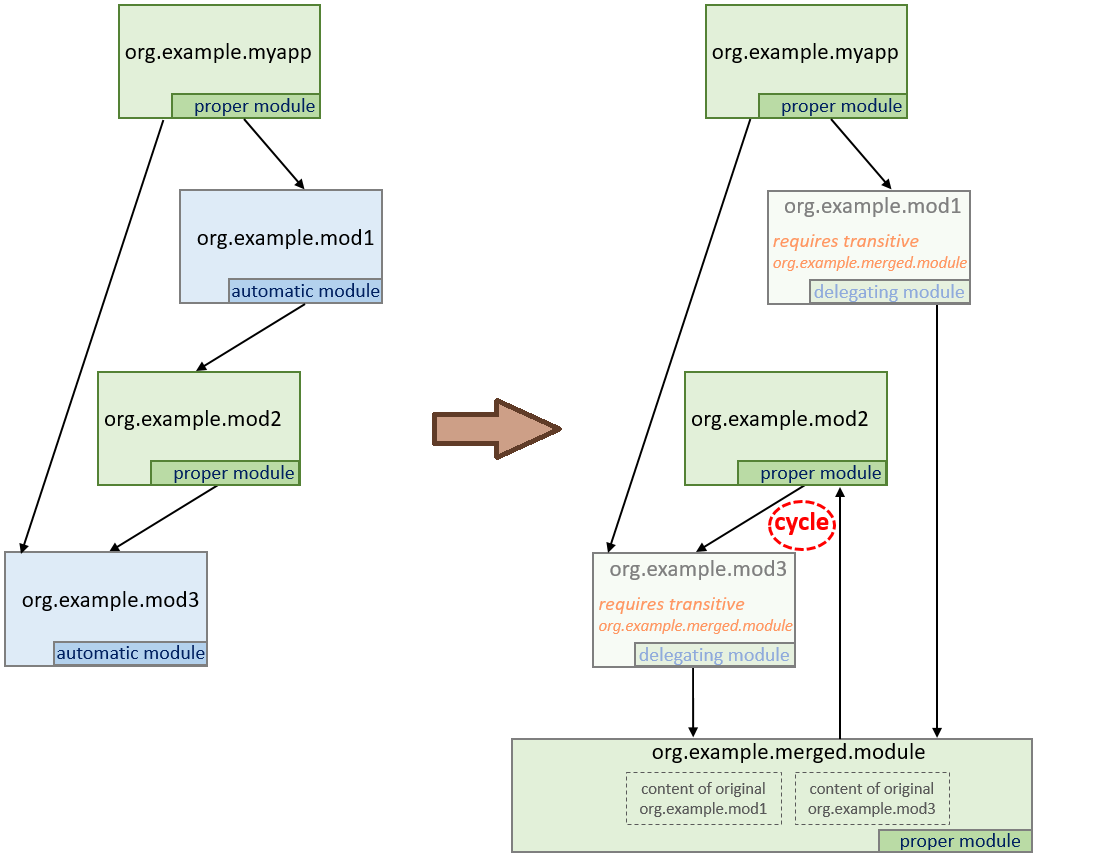 org.example.myapp
proper module
org.example.mod1
automatic module
org.example.mod2
proper module
org.example.mod3
automatic module
org.example.myapp
proper module
org.example.mod1
requires transitive
org.example.merged.module
delegating module
org.example.mod2
proper module
cycle
org.example.mod3
requires transitive
org.example.merged.module
delegating module
org.example.merged.module
content of original
org.example.mod1
content of original
org.example.mod3
proper module